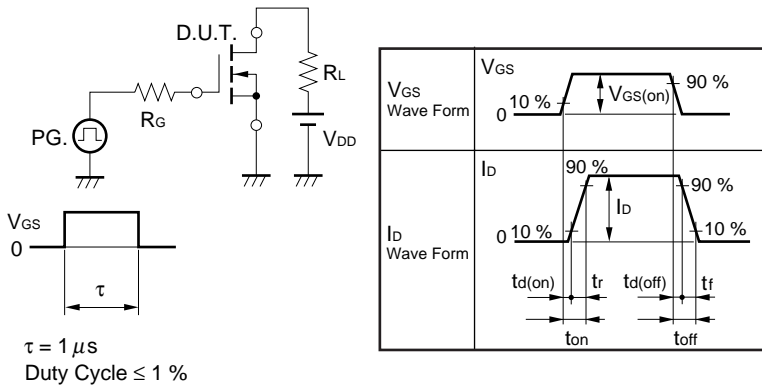 D.U.T.
RL
RG
PG.
VDD
VGS
0
τ
τ = 1 μs
Duty Cycle ≤ 1 %
VGS
Wave Form
VGS
10 %
0
VGS(on)
90 %
ID
Wave Form
ID
90 %
90 %
0
10 %
ID
10 %
td(on)
tr
td(off)
tf
ton
toff